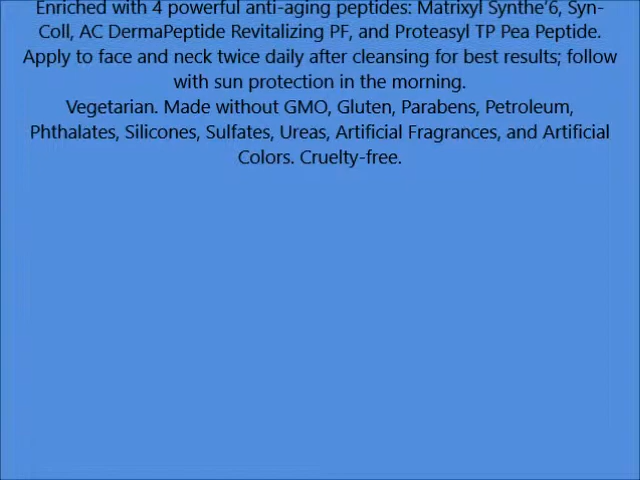 Enriched with 4 powerful anti-aging peptides: Matrixyl Synthe'6, Syn-
Coll, AC DermaPeptide Revitalizing PF, and Proteasyl TP Pea Peptide.
Apply to face and neck twice daily after cleansing for best results; follow
with sun protection in the morning.
Vegetarian. Made without GMO, Gluten, Parabens, Petroleum,
Phthalates, Silicones, Sulfates, Ureas, Artificial Fragrances, and Artificial
Colors. Cruelty-free.